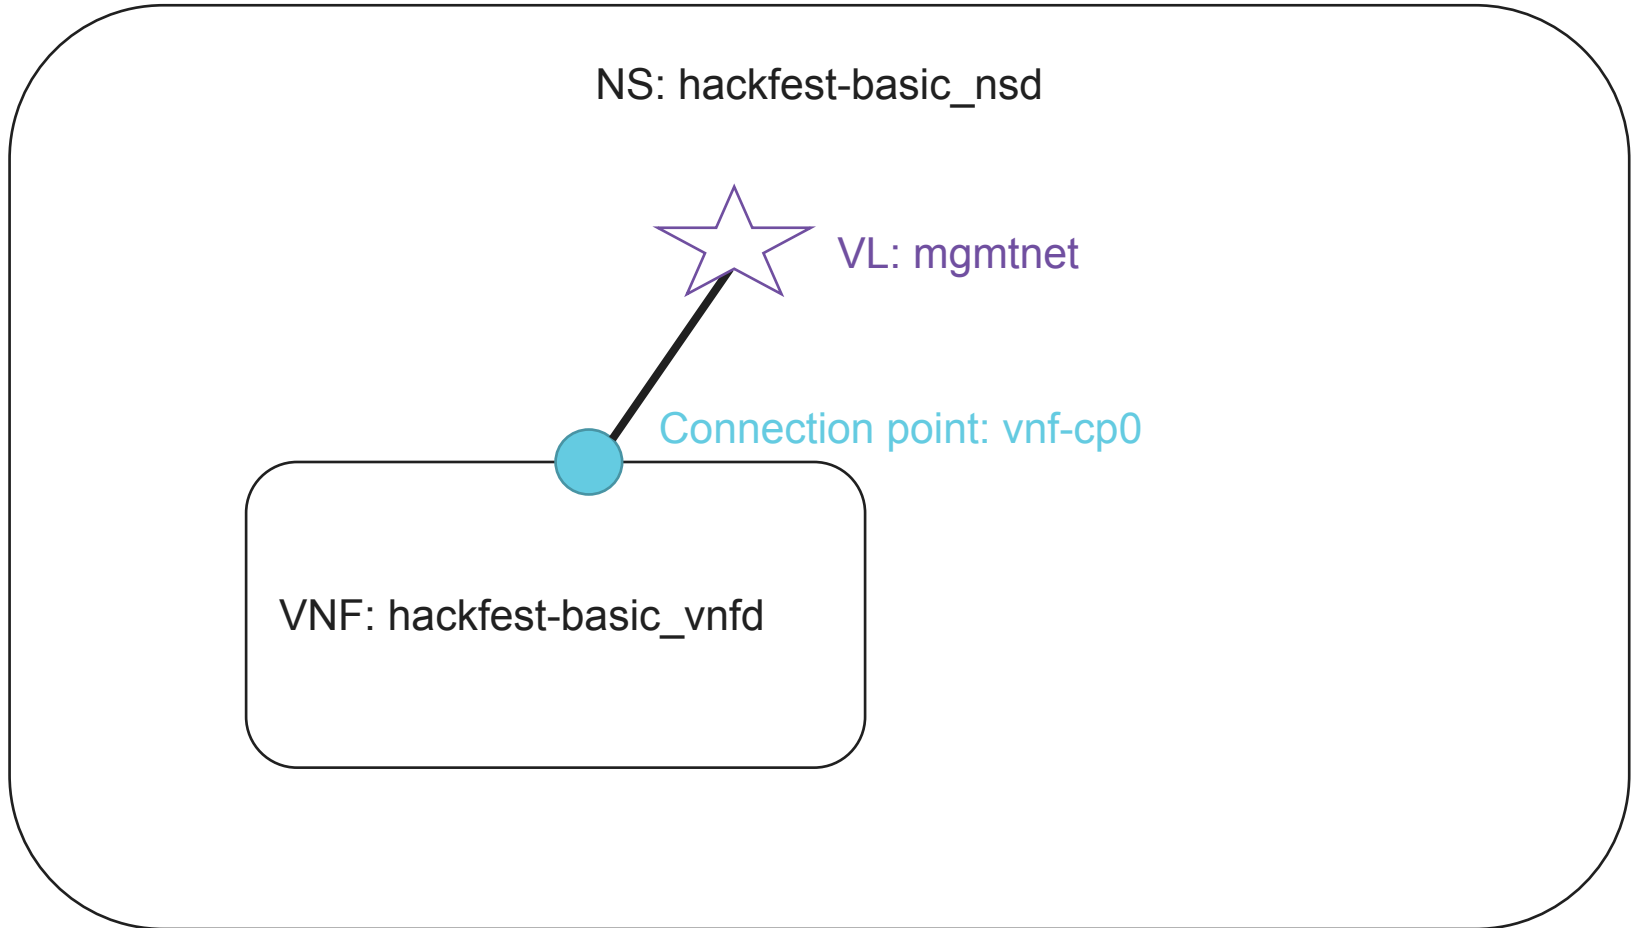 NS: hackfest-basic_nsd
VL: mgmtnet
Connection point: vnf-cp0
VNF: hackfest-basic_vnfd